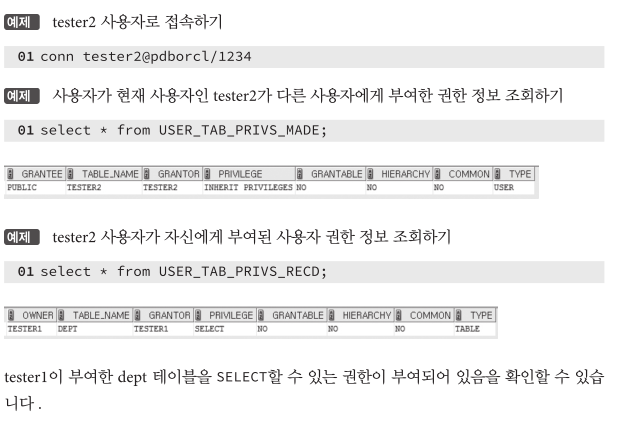 예제 tester2 사용자로 접속하기
01 conn tester2@pdborcl/1234
예제 사용자가 현재 사용자인 tester2가 다른 사용자에게 부여한 권한 정보 조회하기
01 select * from USER_TAB_PRIVS_MADE;
GRANTEE TABLE_NAME GRANTOR PRIVILEGE GRANTABLE HIERARCHY COMMON TYPE
PUBLIC TESTER2 TESTER2 INHERIT PRIVILEGES NO NO NO USER
예제 tester2 사용자가 자신에게 부여된 사용자 권한 정보 조회하기
01 select * from USER_TAB_PRIVS_RECD;
OWNER TABLE_NAME GRANTOR PRIVILEGE GRANTABLE HIERARCHY COMMON TYPE
TESTER1 DEPT TESTER1 SELECT NO NO NO TABLE
tester1이 부여한 dept 테이블을 SELECT할 수 있는 권한이 부여되어 있음을 확인할 수 있습
니다.